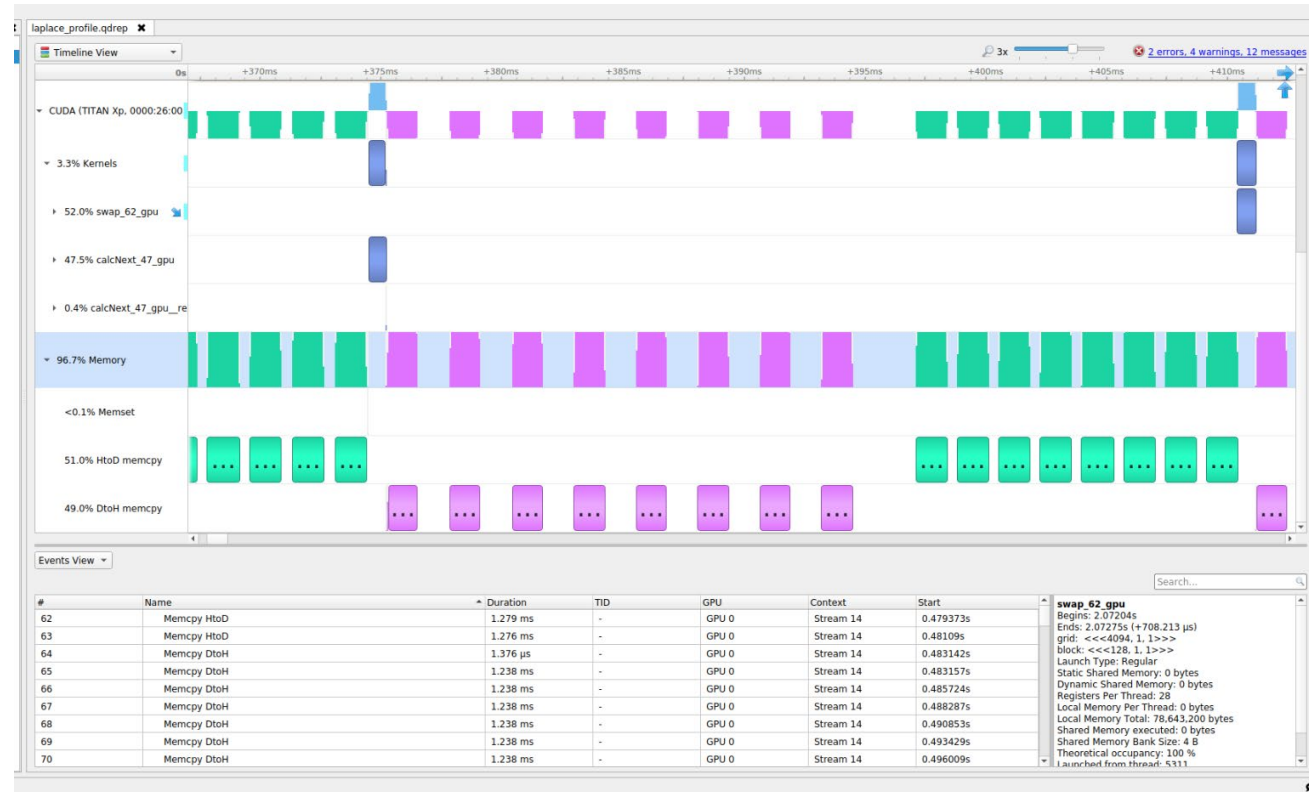 laplace_profile.qdrep
Timeline View
3x
2 errors, 4 warnings, 12 messages
0s +370ms +375ms +380ms +385ms +390ms +395ms +400ms +405ms +410ms
CUDA (TITAN Xp, 0000:26:00
3.3% Kernels
52.0% swap_62_gpu
47.5% calcNext_47_gpu
0.4% calcNext_47_gpu__re
96.7% Memory
<0.1% Memset
51.0% HtoD memcpy ... ... ... ... ... ... ... ... ... ... ... ...
49.0% DtoH memcpy ... ... ... ... ... ... ... ... ...
Events View
Search...
# Name Duration TID GPU Context Start
62 Memcpy HtoD 1.279 ms - GPU 0 Stream 14 0.479373s
63 Memcpy HtoD 1.276 ms - GPU 0 Stream 14 0.48109s
64 Memcpy DtoH 1.376 µs - GPU 0 Stream 14 0.483142s
65 Memcpy DtoH 1.238 ms - GPU 0 Stream 14 0.483157s
66 Memcpy DtoH 1.238 ms - GPU 0 Stream 14 0.485724s
67 Memcpy DtoH 1.238 ms - GPU 0 Stream 14 0.488287s
68 Memcpy DtoH 1.238 ms - GPU 0 Stream 14 0.490853s
69 Memcpy DtoH 1.238 ms - GPU 0 Stream 14 0.493429s
70 Memcpy DtoH 1.238 ms - GPU 0 Stream 14 0.496009s
swap_62_gpu
Begins: 2.07204s
Ends: 2.07275s (+708.213 µs)
grid: <<<4094, 1, 1>>>
block: <<<128, 1, 1>>>
Launch Type: Regular
Static Shared Memory: 0 bytes
Dynamic Shared Memory: 0 bytes
Registers Per Thread: 28
Local Memory Per Thread: 0 bytes
Local Memory Total: 78,643,200 bytes
Shared Memory executed: 0 bytes
Shared Memory Bank Size: 4 B
Theoretical occupancy: 100 %
Launched from thread: 5311